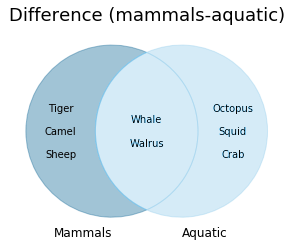 Difference (mammals-aquatic)
Tiger
Camel
Sheep
Whale
Walrus
Octopus
Squid
Crab
Mammals
Aquatic